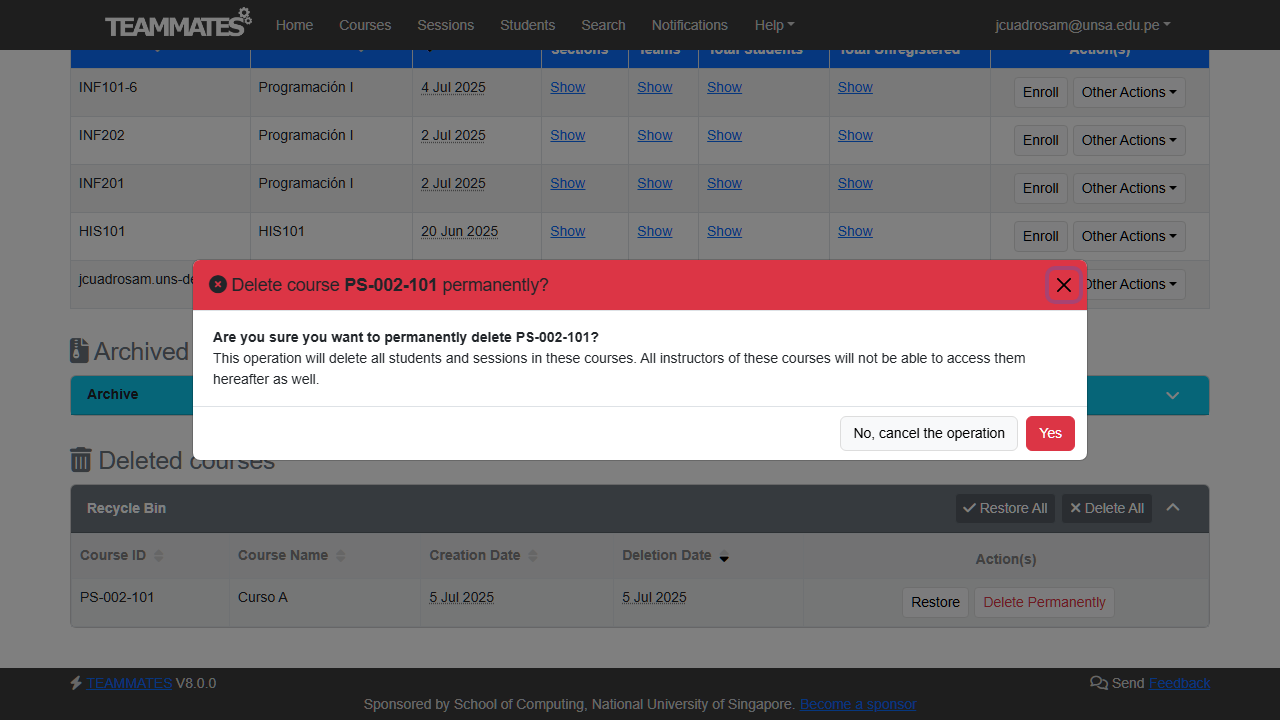 TEAMMATES Home Courses Sessions Students Search Notifications Help jcuadrosam@unsa.edu.pe
Sections Teams Total Students Total Unregistered Action(s)
INF101-6 Programación I 4 Jul 2025 Show Show Show Show Enroll Other Actions
INF202 Programación I 2 Jul 2025 Show Show Show Show Enroll Other Actions
INF201 Programación I 2 Jul 2025 Show Show Show Show Enroll Other Actions
HIS101 HIS101 20 Jun 2025 Show Show Show Show Enroll Other Actions
jcuadrosam.uns-de Other Actions
Delete course PS-002-101 permanently?
Are you sure you want to permanently delete PS-002-101?
This operation will delete all students and sessions in these courses. All instructors of these courses will not be able to access them
hereafter as well.
No, cancel the operation Yes
Archived
Archive
Deleted courses
Recycle Bin Restore All Delete All
Course ID Course Name Creation Date Deletion Date Action(s)
PS-002-101 Curso A 5 Jul 2025 5 Jul 2025 Restore Delete Permanently
TEAMMATES V8.0.0 Send Feedback
Sponsored by School of Computing, National University of Singapore. Become a sponsor